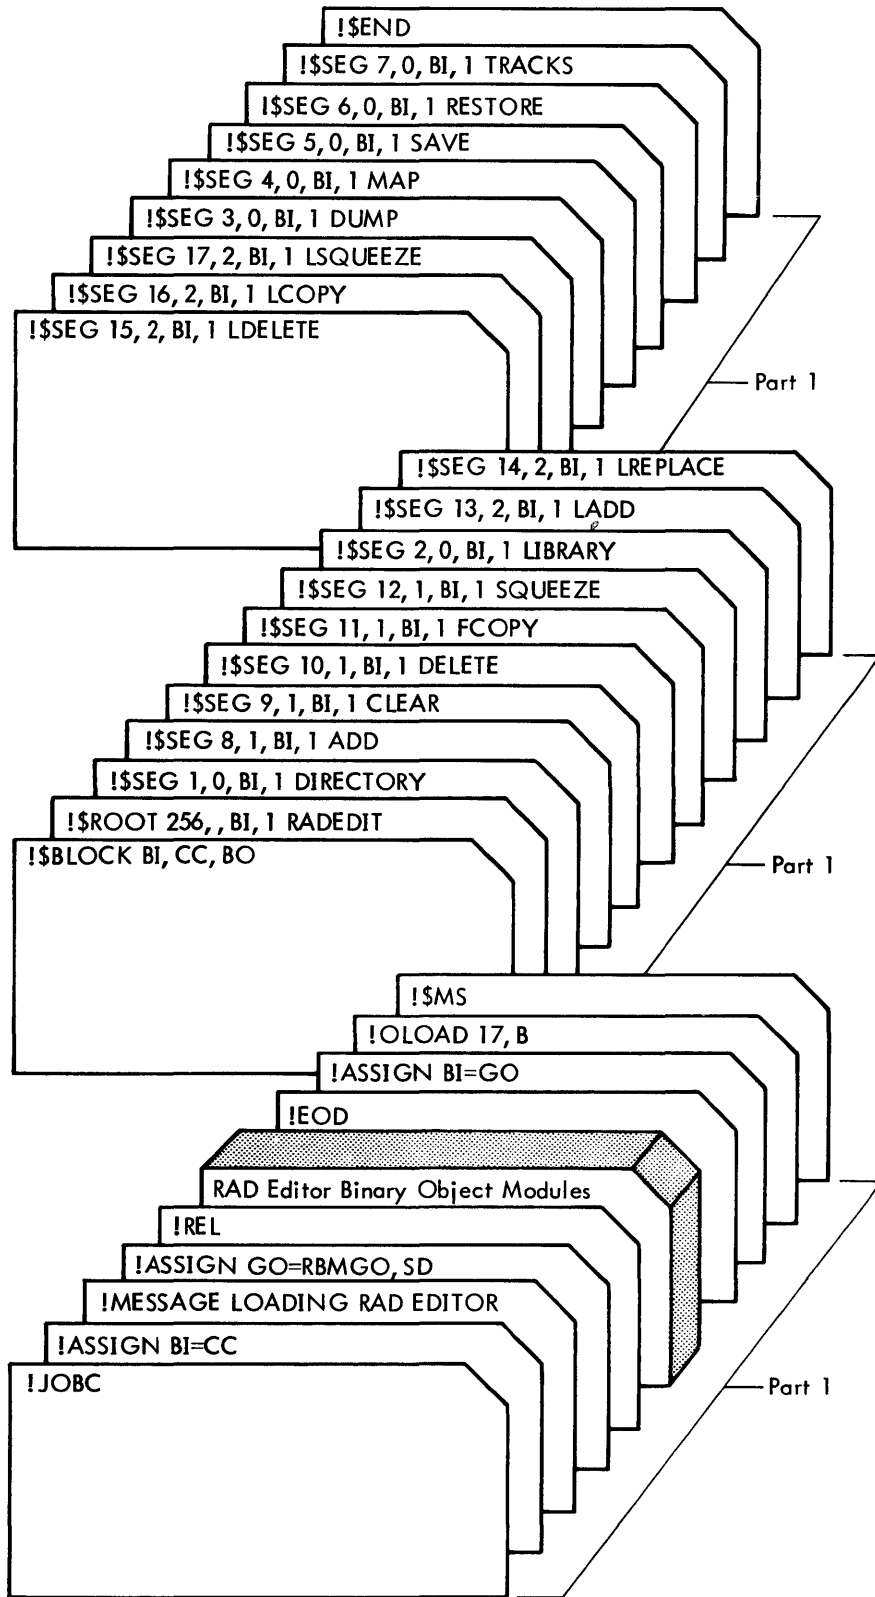 !$END
!$SEG 7, 0, BI, 1 TRACKS
!$SEG 6, 0, BI, 1 RESTORE
!$SEG 5, 0, BI, 1 SAVE
!$SEG 4, 0, BI, 1 MAP
!$SEG 3, 0, BI, 1 DUMP
!$SEG 17, 2, BI, 1 LSQUEEZE
!$SEG 16, 2, BI, 1 LCOPY
!$SEG 15, 2, BI, 1 LDELETE
Part 1
!$SEG 14, 2, BI, 1 LREPLACE
!$SEG 13, 2, BI, 1 LADD
!$SEG 2, 0, BI, 1 LIBRARY
!$SEG 12, 1, BI, 1 SQUEEZE
!$SEG 11, 1, BI, 1 FCOPY
!$SEG 10, 1, BI, 1 DELETE
!$SEG 9, 1, BI, 1 CLEAR
!$SEG 8, 1, BI, 1 ADD
!$SEG 1, 0, BI, 1 DIRECTORY
!$ROOT 256, , BI, 1 RADEDIT
!$BLOCK BI, CC, BO
Part 1
!$MS
!OLOAD 17, B
!ASSIGN BI=GO
!EOD
RAD Editor Binary Object Modules
!REL
!ASSIGN GO=RBMGO, SD
!MESSAGE LOADING RAD EDITOR
!ASSIGN BI=CC
!JOBC
Part 1